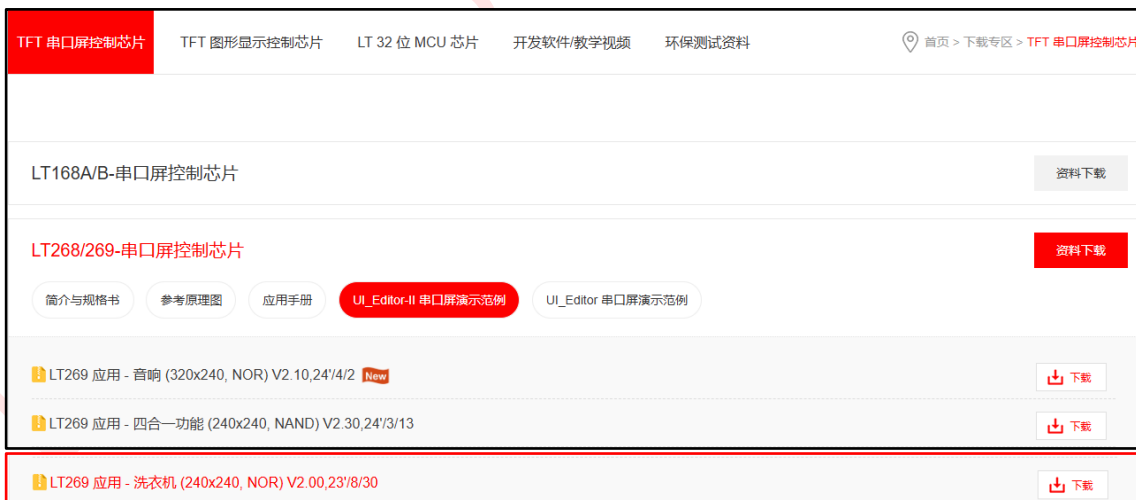 TFT 串口屏控制芯片 TFT 图形显示控制芯片 LT 32 位 MCU 芯片 开发软件/教学视频 环保测试资料 首页 > 下载专区 > TFT 串口屏控制芯片
LT168A/B-串口屏控制芯片 资料下载
LT268/269-串口屏控制芯片 资料下载
简介与规格书 参考原理图 应用手册 UI_Editor-II 串口屏演示范例 UI_Editor 串口屏演示范例
LT269 应用 - 音响 (320x240, NOR) V2.10,24'/4/2 New 下载
LT269 应用 - 四合一功能 (240x240, NAND) V2.30,24'/3/13 下载
LT269 应用 - 洗衣机 (240x240, NOR) V2.00,23'/8/30 下载